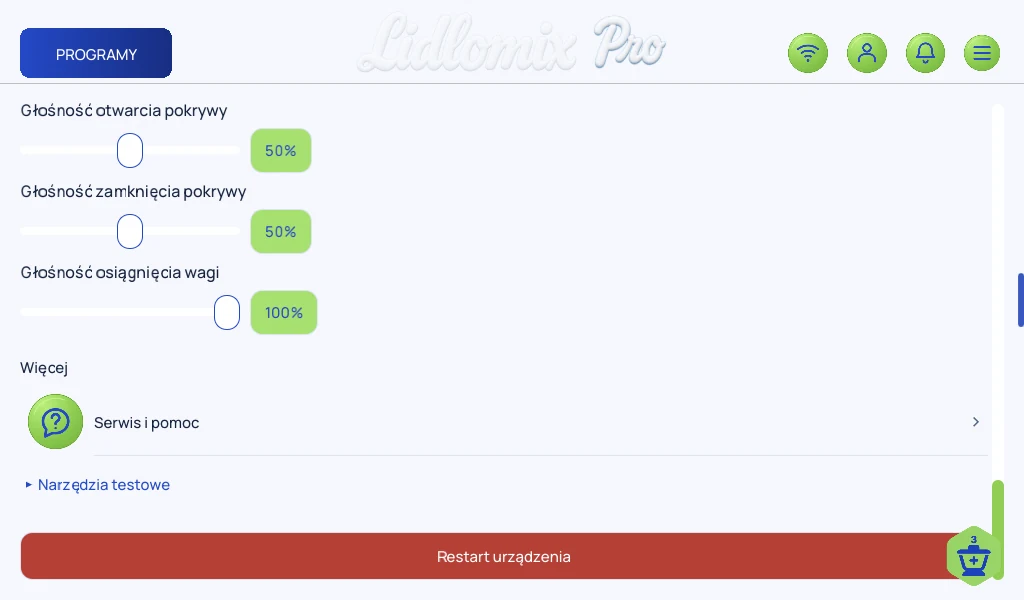 PROGRAMY
Lidlomix Pro
Głośność otwarcia pokrywy
50%
Głośność zamknięcia pokrywy
50%
Głośność osiągnięcia wagi
100%
Więcej
Serwis i pomoc
Narzędzia testowe
Restart urządzenia
3